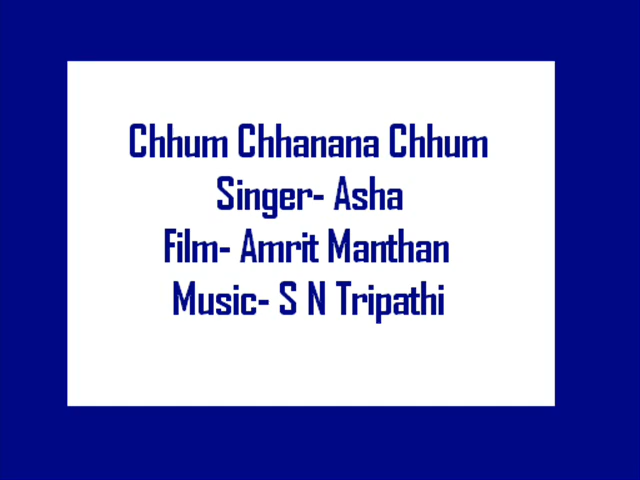 Chhum Chhanana Chhum
Singer- Asha
Film- Amrit Manthan
Music- S N Tripathi